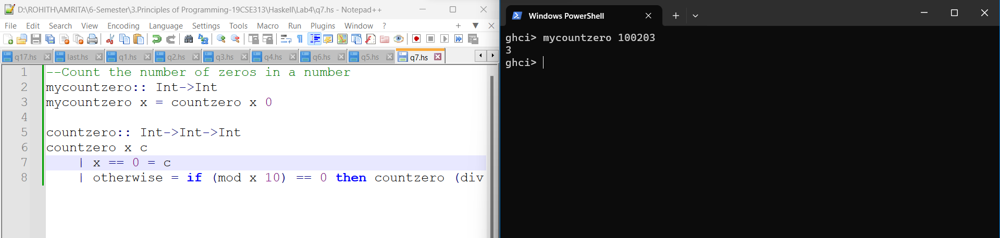 D:\ROHITH\AMRITA\6-Semester\3.Principles of Programming-19CSE313\Haskell\Lab4\q7.hs - Notepad++
File Edit Search View Encoding Language Settings Tools Macro Run Plugins Window ?
q17.hs last.hs q1.hs q2.hs q3.hs q4.hs q6.hs q5.hs q7.hs
1 --Count the number of zeros in a number
2 mycountzero:: Int->Int
3 mycountzero x = countzero x 0
4
5 countzero:: Int->Int->Int
6 countzero x c
7 | x == 0 = c
8 | otherwise = if (mod x 10) == 0 then countzero (div
Windows PowerShell
ghci> mycountzero 100203
3
ghci>